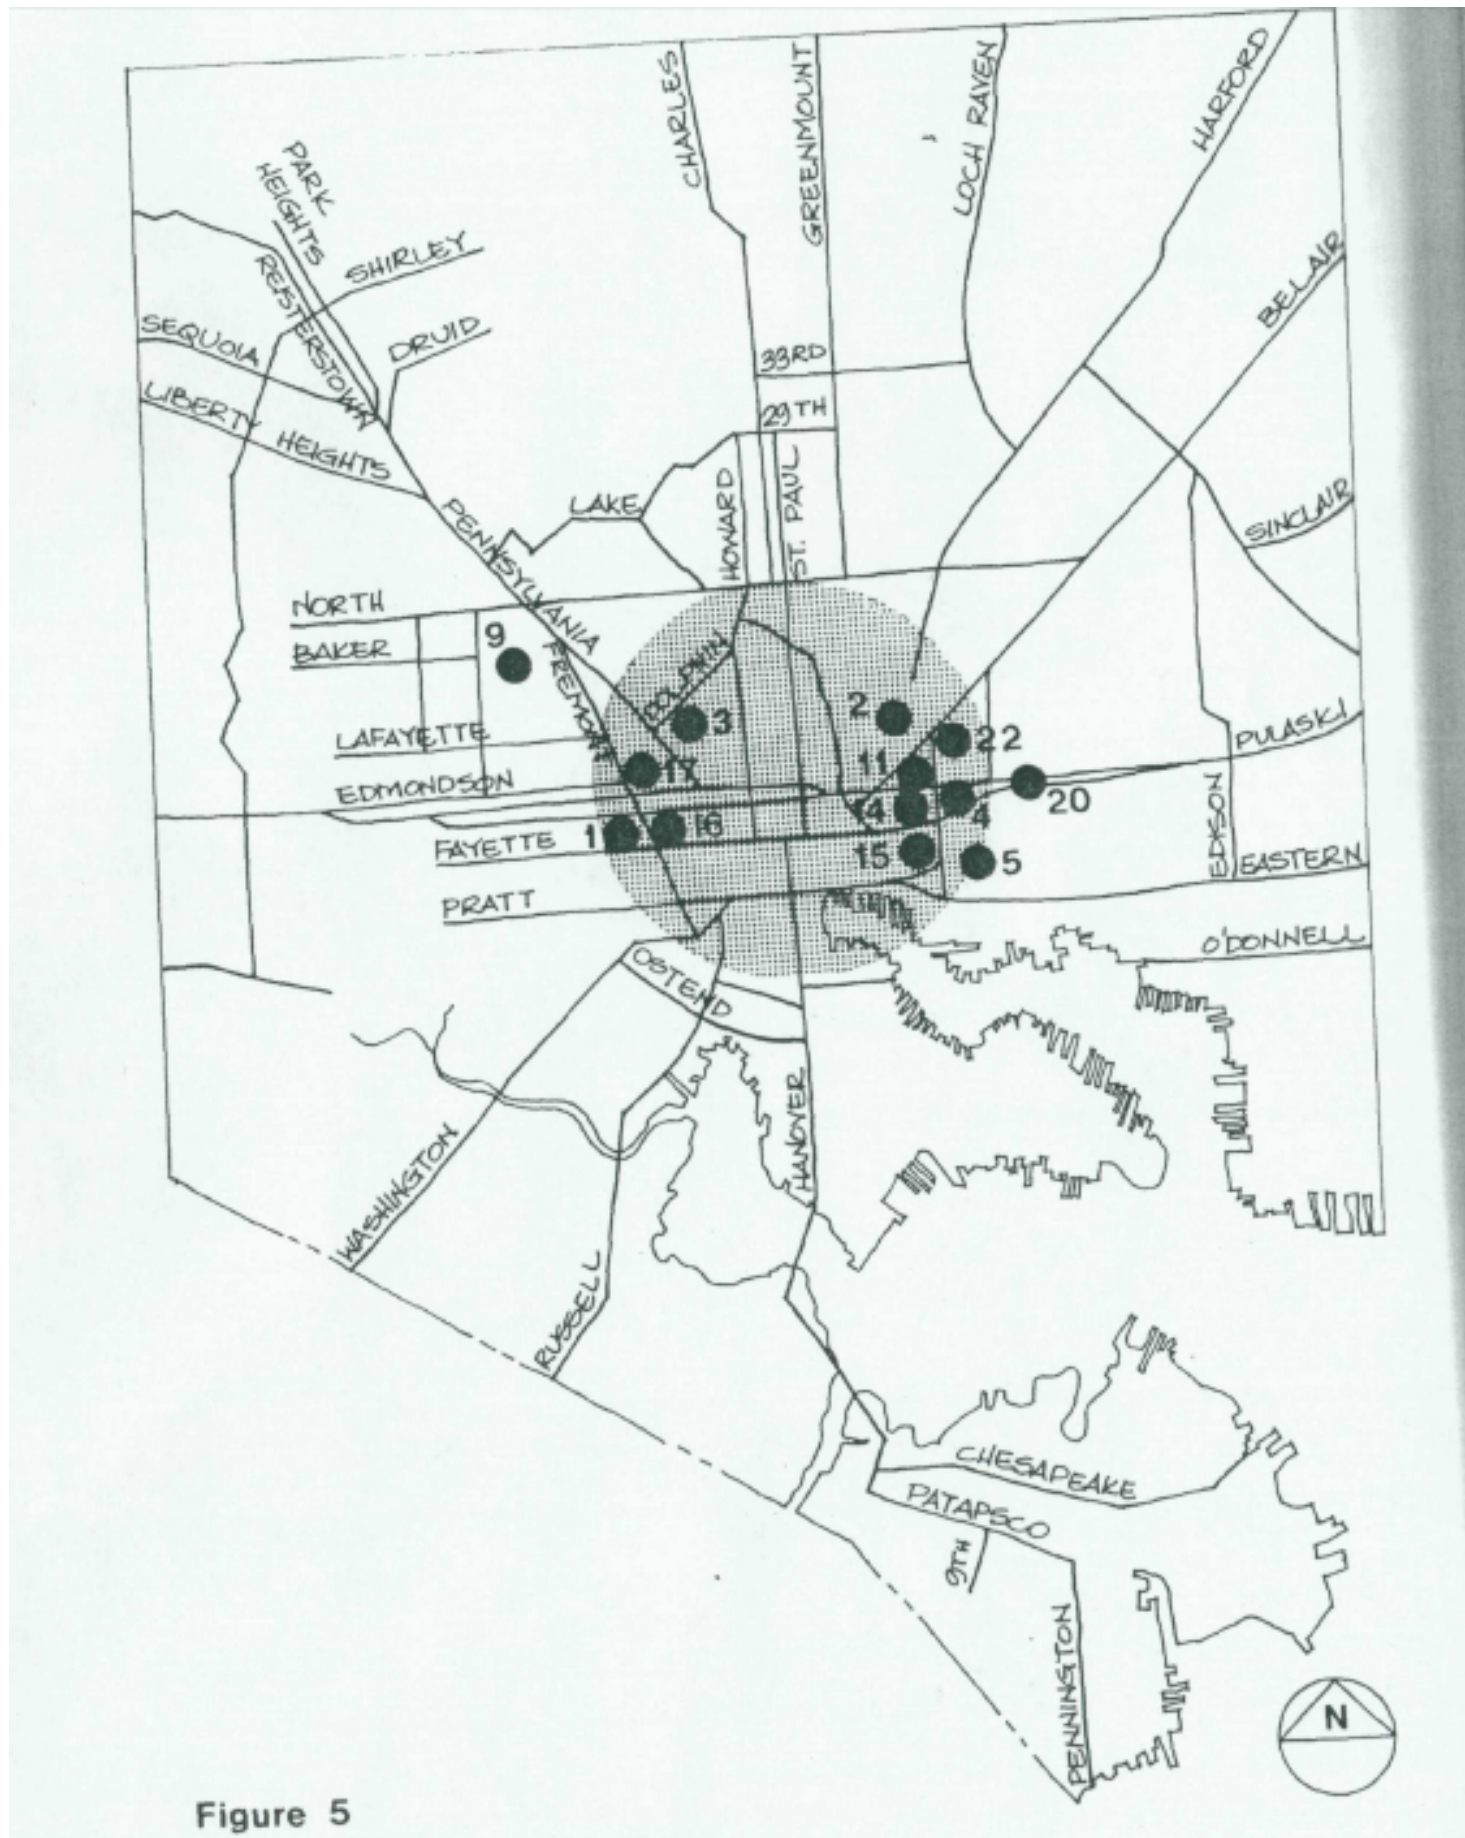 CHARLES
GREENMOUNT
LOCH RAVEN
HARFORD
PARK
HEIGHTS
SHIRLEY
REISTERSTOWN
BELAIR
SEQUOIA
DRUID
33RD
LIBERTY HEIGHTS
29TH
PENNSYLVANIA
LAKE
HOWARD
ST. PAUL
SINCLAIR
NORTH
BAKER
9
FREMONT
DOLPHIN
3
2
22
LAFAYETTE
PULASKI
17
11
EDMONDSON
20
14
4
EDISON
FAYETTE
1
16
15
5
EASTERN
PRATT
O'DONNELL
OSTEND
HANOVER
WASHINGTON
RUSSELL
CHESAPEAKE
PATAPSCO
9TH
PENNINGTON
N
Figure 5